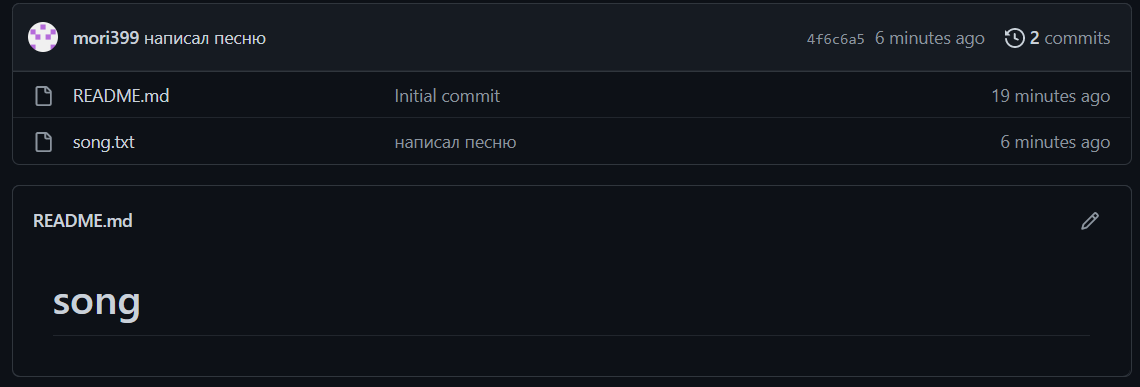 mori399 написал песню 4f6c6a5 6 minutes ago 2 commits
README.md Initial commit 19 minutes ago
song.txt написал песню 6 minutes ago
README.md
song